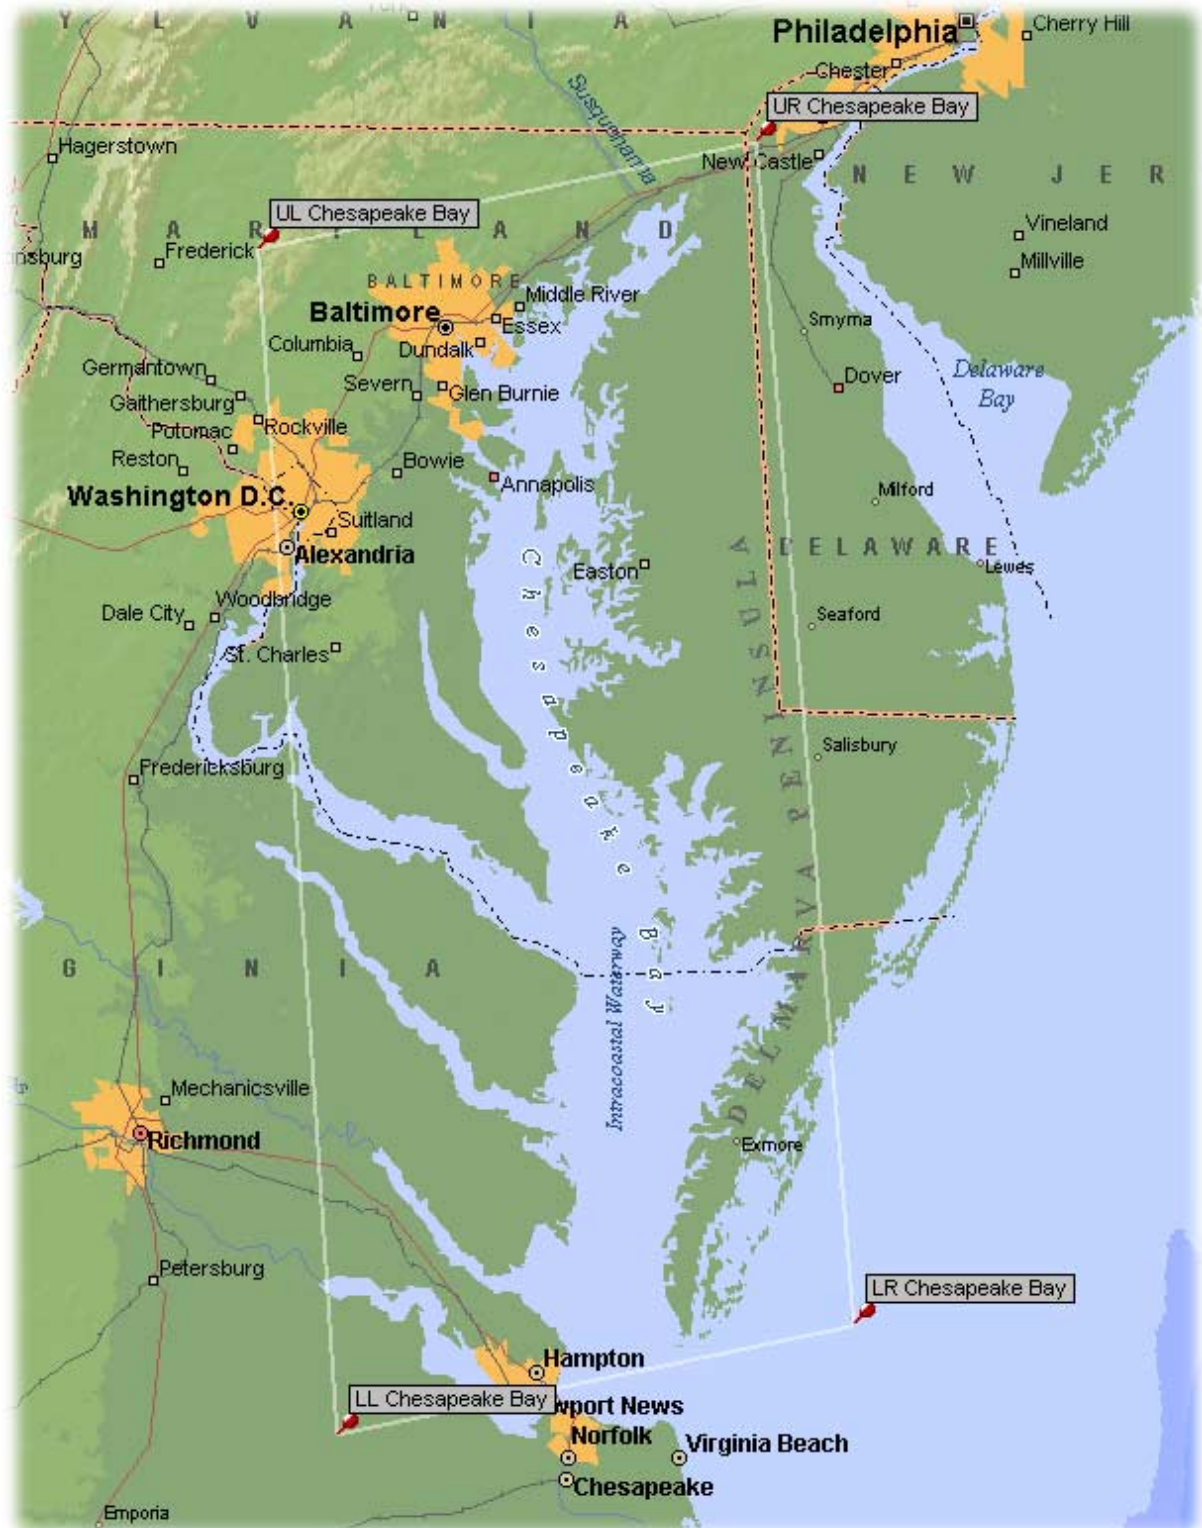 Y L V A N I A
Philadelphia
Cherry Hill
Chester
Susquehanna
UR Chesapeake Bay
Hagerstown
New Castle
N E W J E R
UL Chesapeake Bay
M A R Y L A N D
Frederick
Vineland
Millville
insburg
BALTIMORE
Middle River
Baltimore
Essex
Smyrna
Columbia
Dundalk
Germantown
Severn
Glen Burnie
Dover
Delaware
Bay
Gaithersburg
Rockville
Potomac
Reston
Bowie
Annapolis
Washington D.C.
Milford
Suitland
Alexandria
DELAWARE
Lewes
Easton
Chesapeake Bay
Woodbridge
Dale City
Seaford
St. Charles
DELMARVA PENINSULA
Salisbury
Fredericksburg
Intracoastal Waterway
G I N I A
Mechanicsville
Richmond
Exmore
Petersburg
LR Chesapeake Bay
Hampton
LL Chesapeake Bay
wport News
Norfolk
Virginia Beach
Chesapeake
Emporia